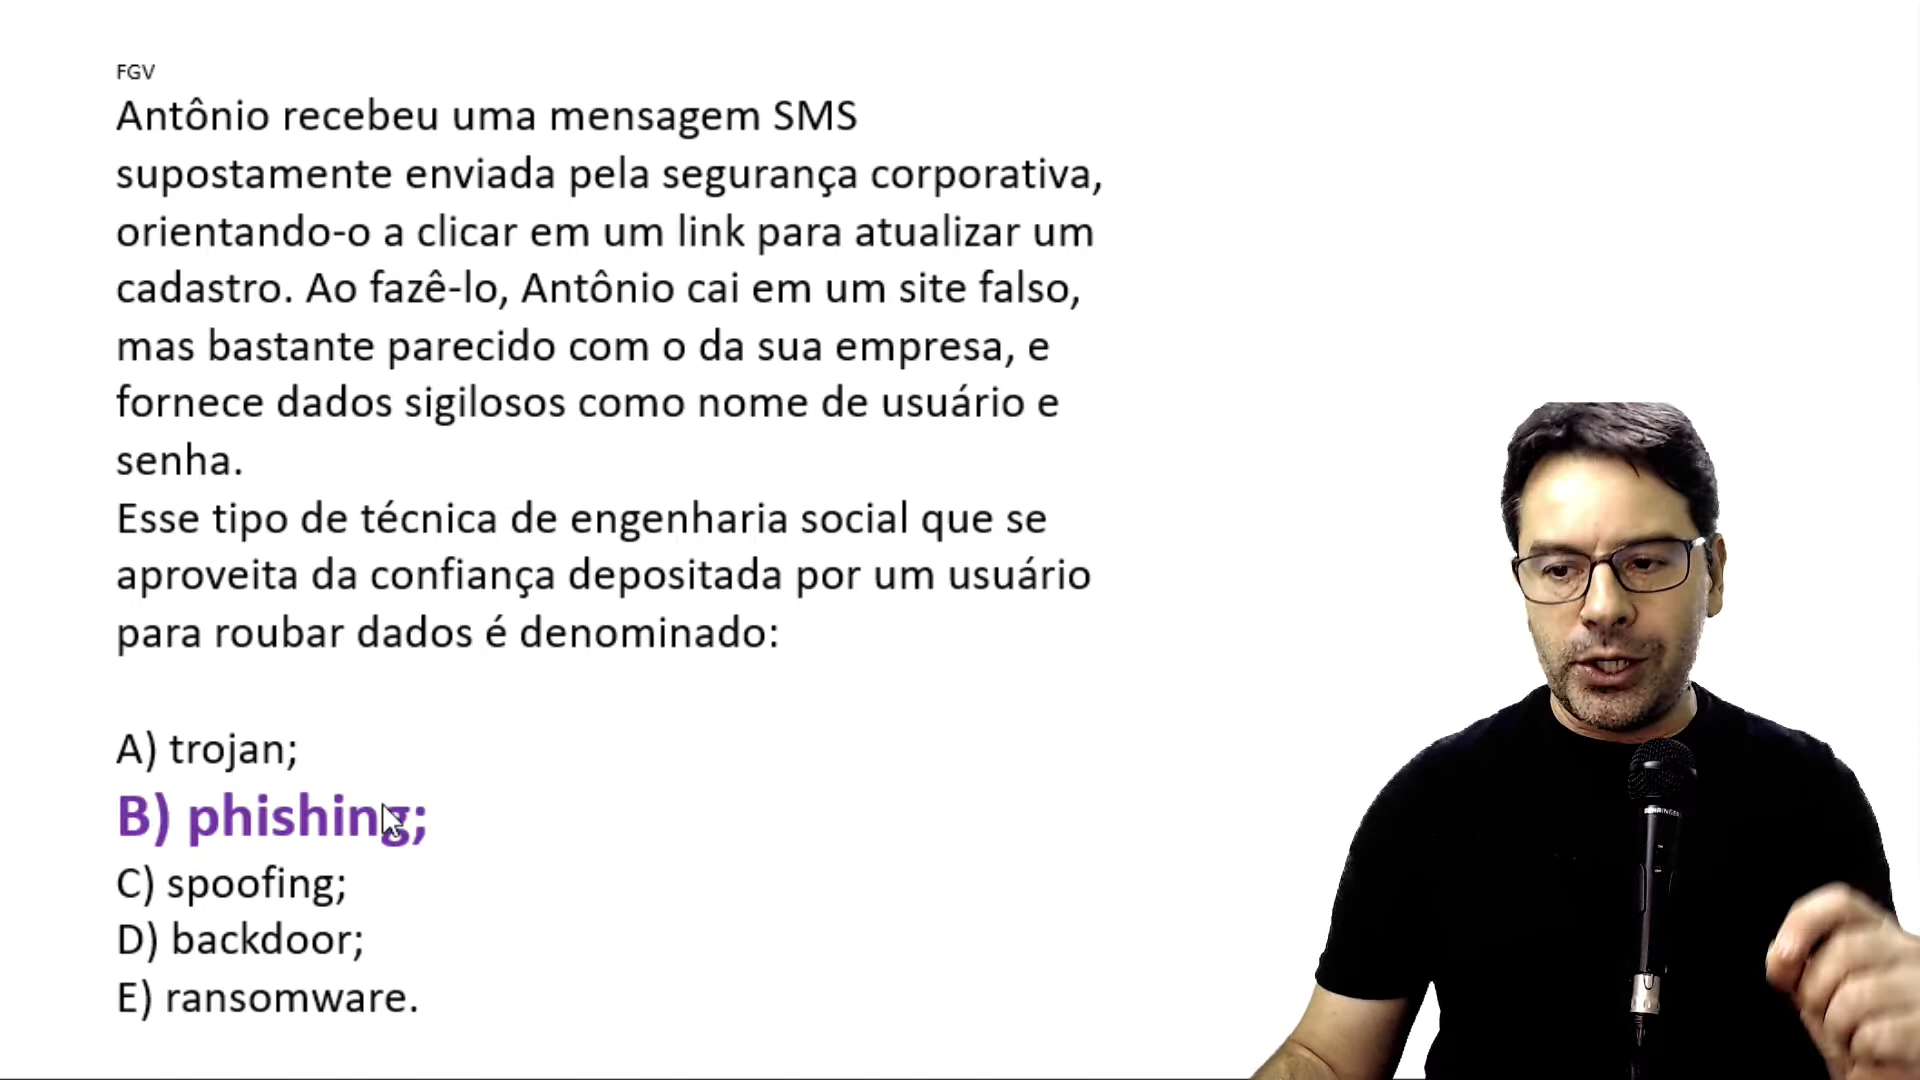 FGV
Antônio recebeu uma mensagem SMS
supostamente enviada pela segurança corporativa,
orientando-o a clicar em um link para atualizar um
cadastro. Ao fazê-lo, Antônio cai em um site falso,
mas bastante parecido com o da sua empresa, e
fornece dados sigilosos como nome de usuário e
senha.
Esse tipo de técnica de engenharia social que se
aproveita da confiança depositada por um usuário
para roubar dados é denominado:
A) trojan;
B) phishing;
C) spoofing;
D) backdoor;
E) ransomware.
BEHRINGER